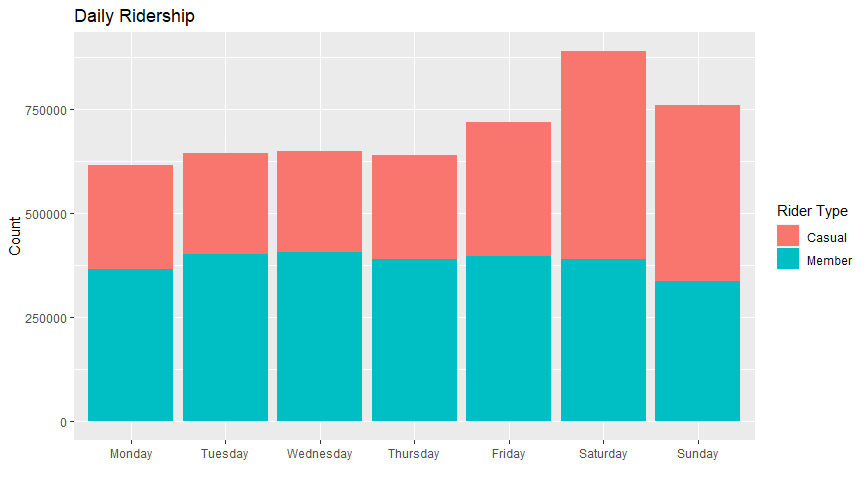 Daily Ridership
Count
750000
500000
250000
0
Monday Tuesday Wednesday Thursday Friday Saturday Sunday
Rider Type
Casual
Member